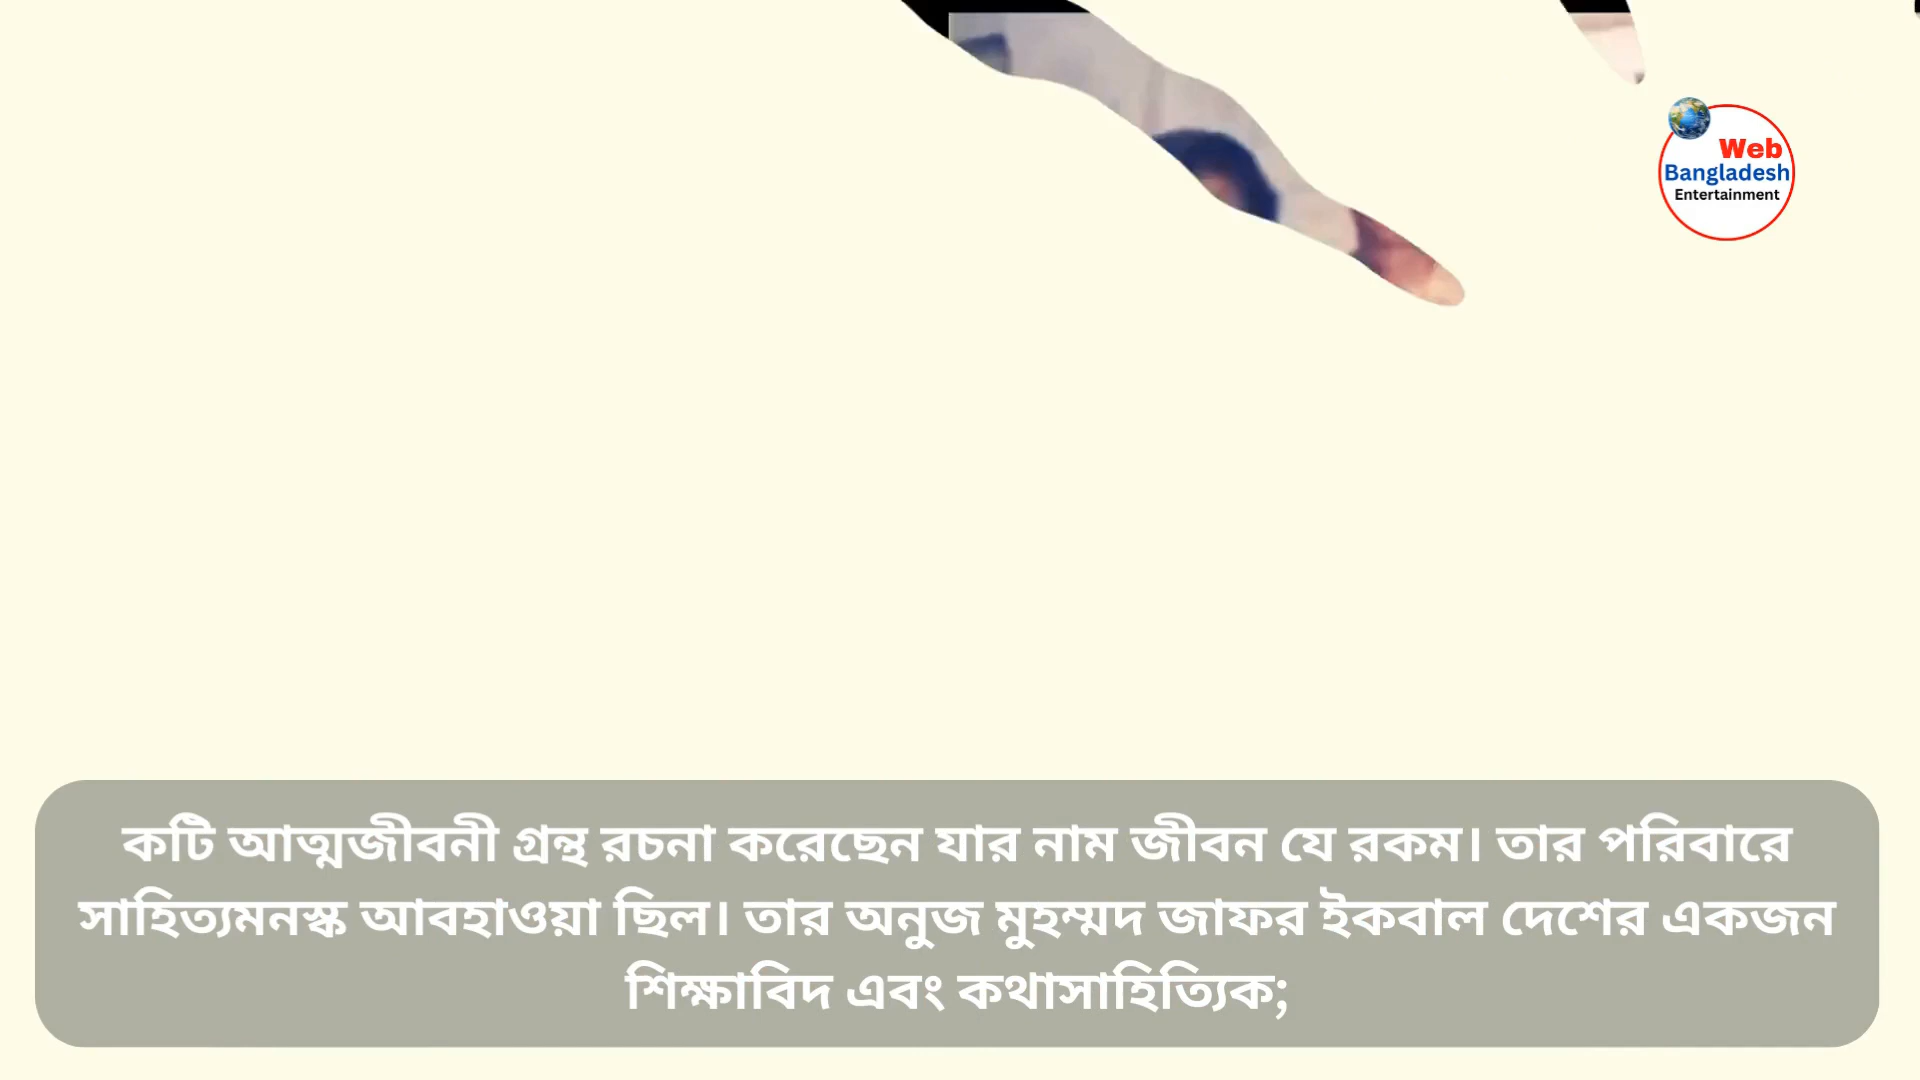 Web
Bangladesh
Entertainment
কটি আত্মজীবনী গ্রন্থ রচনা করেছেন যার নাম জীবন যে রকম। তার পরিবারে
সাহিত্যমনস্ক আবহাওয়া ছিল। তার অনুজ মুহম্মদ জাফর ইকবাল দেশের একজন
শিক্ষাবিদ এবং কথাসাহিত্যিক;